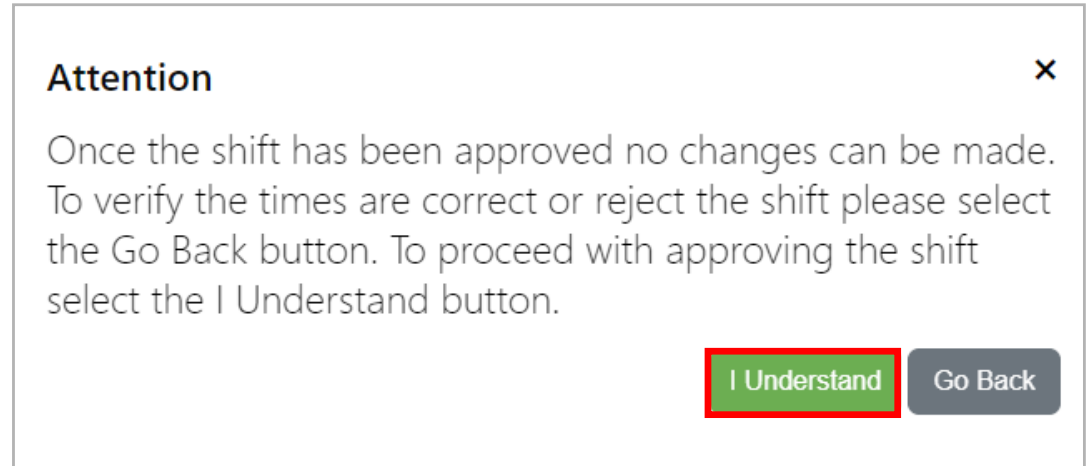 Attention ×
Once the shift has been approved no changes can be made.
To verify the times are correct or reject the shift please select
the Go Back button. To proceed with approving the shift
select the I Understand button.
I Understand Go Back